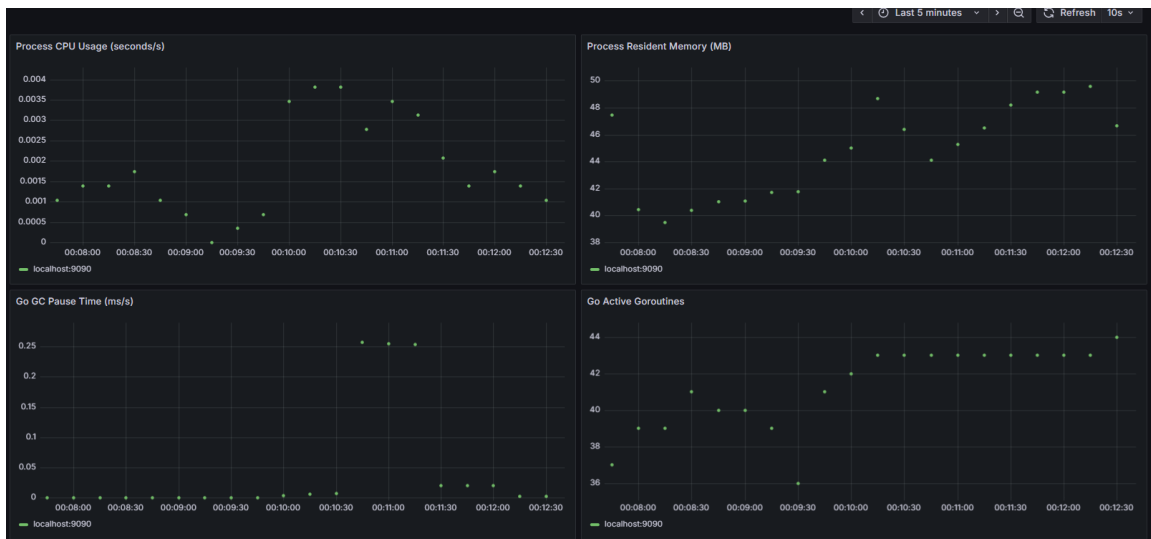 Last 5 minutes Refresh 10s
Process CPU Usage (seconds/s)
0.004
0.0035
0.003
0.0025
0.002
0.0015
0.001
0.0005
0
00:08:00 00:08:30 00:09:00 00:09:30 00:10:00 00:10:30 00:11:00 00:11:30 00:12:00 00:12:30
localhost:9090
Process Resident Memory (MB)
50
48
46
44
42
40
38
00:08:00 00:08:30 00:09:00 00:09:30 00:10:00 00:10:30 00:11:00 00:11:30 00:12:00 00:12:30
localhost:9090
Go GC Pause Time (ms/s)
0.25
0.2
0.15
0.1
0.05
0
00:08:00 00:08:30 00:09:00 00:09:30 00:10:00 00:10:30 00:11:00 00:11:30 00:12:00 00:12:30
localhost:9090
Go Active Goroutines
44
42
40
38
36
00:08:00 00:08:30 00:09:00 00:09:30 00:10:00 00:10:30 00:11:00 00:11:30 00:12:00 00:12:30
localhost:9090